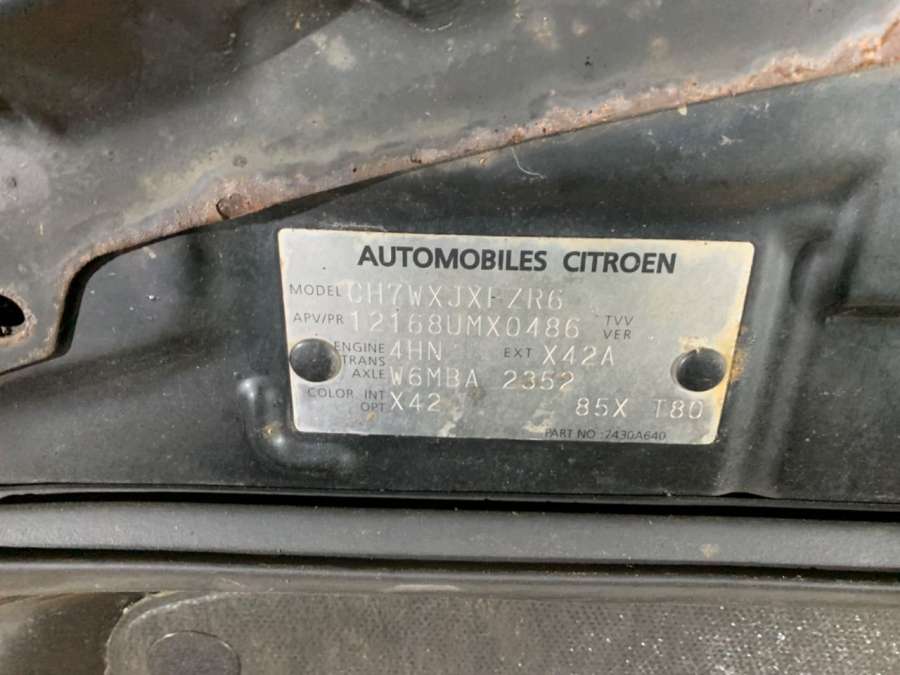 AUTOMOBILES CITROEN
MODEL CH7WXJXFZR6
APV/PR 12168UMX0486 TVV VER
ENGINE 4HN EXT X42A
TRANS AXLE W6MBA 2352
COLOR INT OPT X42 85X T80
PART NO 7430A640